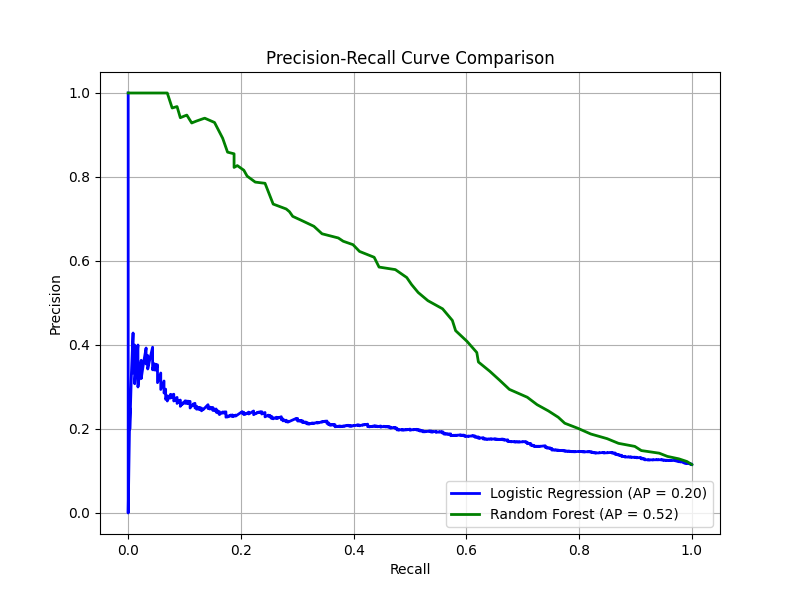 Precision-Recall Curve Comparison
Precision
1.0
0.8
0.6
0.4
0.2
0.0
Logistic Regression (AP = 0.20)
Random Forest (AP = 0.52)
0.0 0.2 0.4 0.6 0.8 1.0
Recall